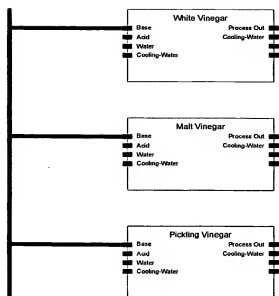 White Vinegar
Base Process Out
Acid Cooling-Water
Water
Cooling-Water
Malt Vinegar
Base Process Out
Acid Cooling-Water
Water
Cooling-Water
Pickling Vinegar
Base Process Out
Acid Cooling-Water
Water
Cooling-Water